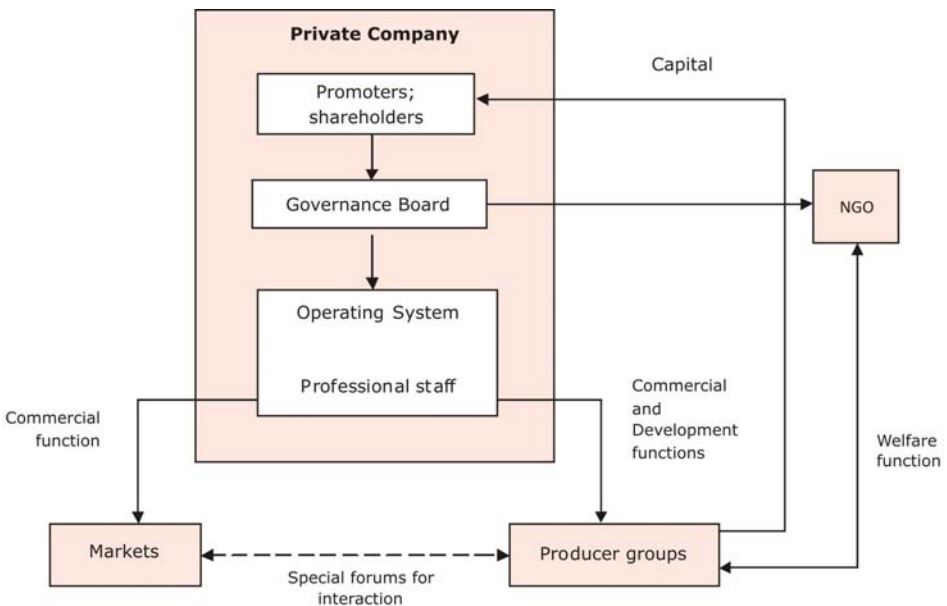 Private Company
Capital
Promoters;
shareholders
Governance Board
NGO
Operating System
Professional staff
Commercial
function
Commercial
and
Development
functions
Welfare
function
Markets
Producer groups
Special forums for
interaction